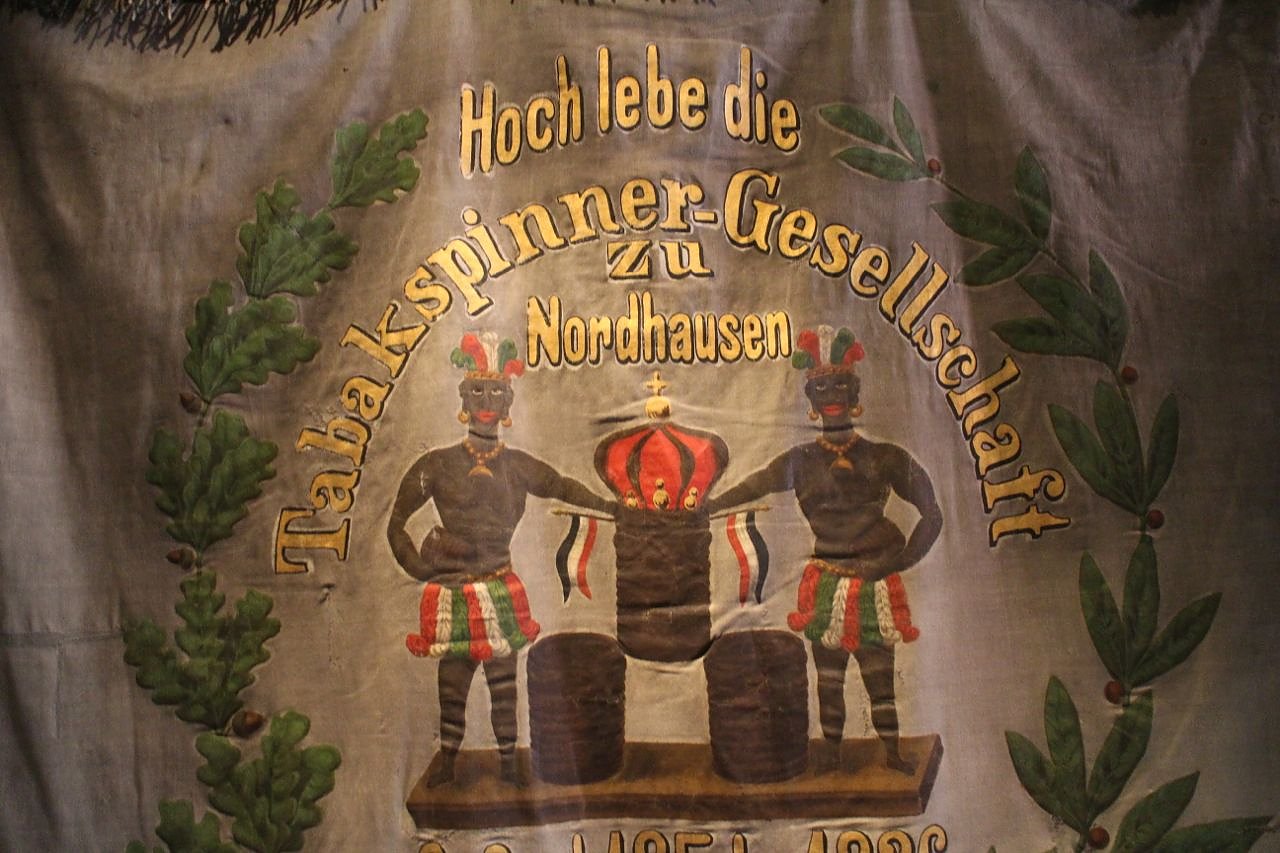 Hoch lebe die
Tabakspinner-Gesellschaft
zu
Nordhausen